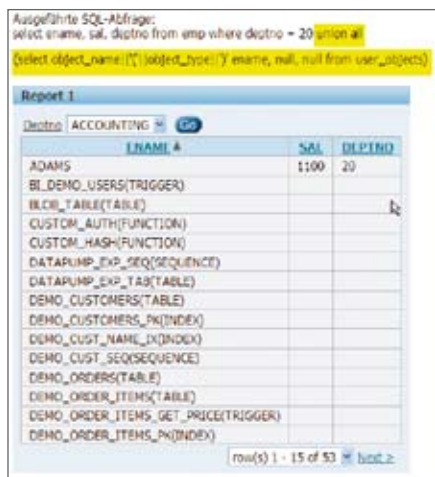 Ausgeführte SQL-Abfrage:
select ename, sal, deptno from emp where deptno = 20 union all
(select object_name||'('||object_type||')' ename, null, null from user_objects)
Report 1
Deptno ACCOUNTING Go
ENAME SAL DEPTNO
ADAMS 1100 20
BI_DEMO_USERS(TRIGGER)
BLOB_TABLE(TABLE)
CUSTOM_AUTH(FUNCTION)
CUSTOM_HASH(FUNCTION)
DATAPUMP_EXP_SEQ(SEQUENCE)
DATAPUMP_EXP_TAB(TABLE)
DEMO_CUSTOMERS(TABLE)
DEMO_CUSTOMERS_PK(INDEX)
DEMO_CUST_NAME_IX(INDEX)
DEMO_CUST_SEQ(SEQUENCE)
DEMO_ORDERS(TABLE)
DEMO_ORDER_ITEMS(TABLE)
DEMO_ORDER_ITEMS_GET_PRICE(TRIGGER)
DEMO_ORDER_ITEMS_PK(INDEX)
row(s) 1 - 15 of 53 Next >